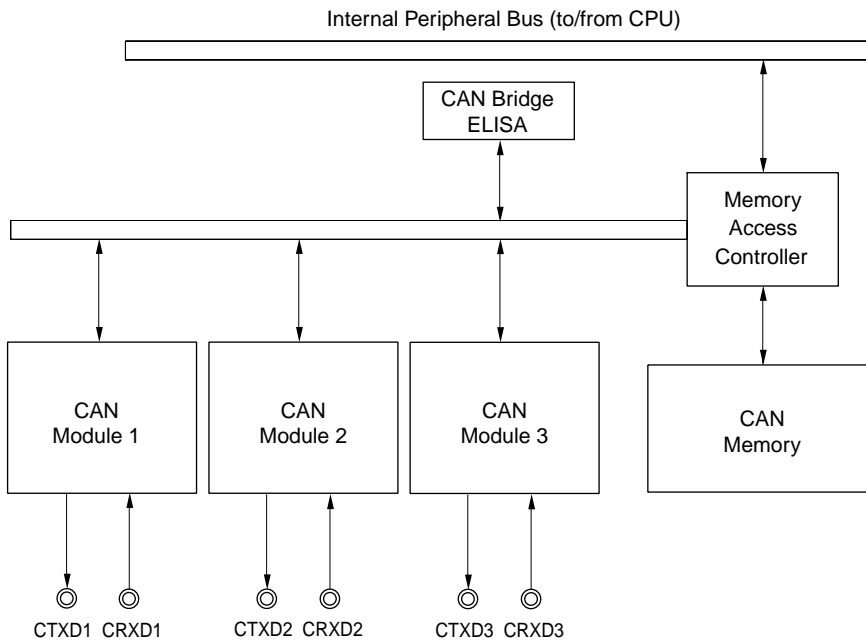 Internal Peripheral Bus (to/from CPU)
CAN Bridge
ELISA
Memory
Access
Controller
CAN
Module 1
CAN
Module 2
CAN
Module 3
CAN
Memory
CTXD1 CRXD1 CTXD2 CRXD2 CTXD3 CRXD3